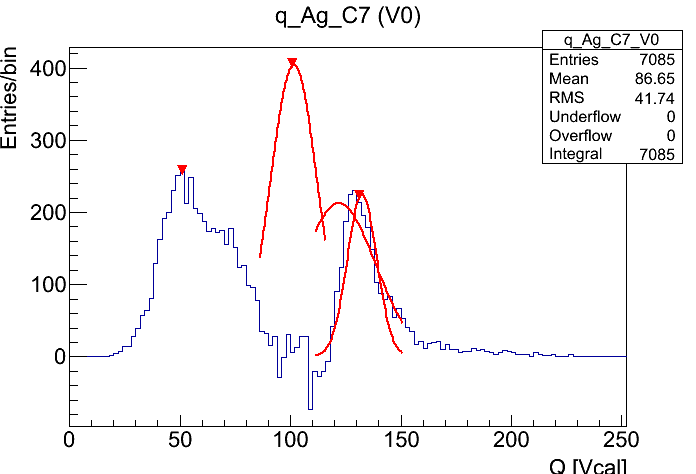 q_Ag_C7 (V0)
q_Ag_C7_V0
Entries 7085
Mean 86.65
RMS 41.74
Underflow 0
Overflow 0
Integral 7085
Entries/bin
400
300
200
100
0
0 50 100 150 200 250
Q [Vcal]